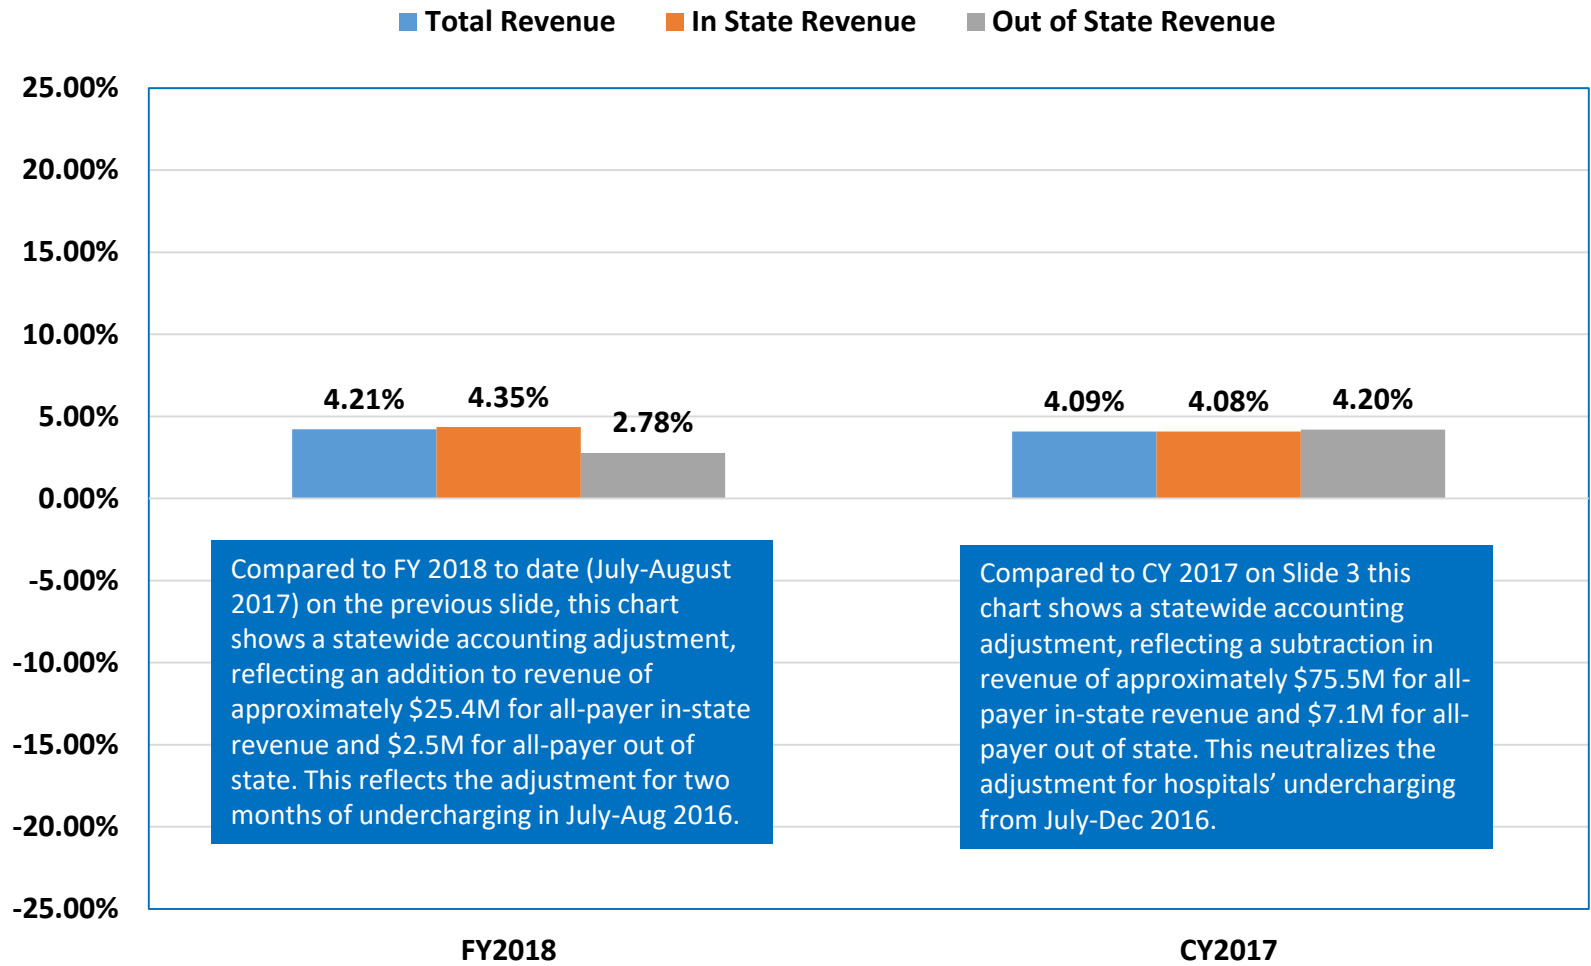 Total Revenue In State Revenue Out of State Revenue
25.00%
20.00%
15.00%
10.00%
5.00%
0.00%
-5.00%
-10.00%
-15.00%
-20.00%
-25.00%
4.21% 4.35% 2.78%
4.09% 4.08% 4.20%
Compared to FY 2018 to date (July-August
2017) on the previous slide, this chart
shows a statewide accounting adjustment,
reflecting an addition to revenue of
approximately $25.4M for all-payer in-state
revenue and $2.5M for all-payer out of
state. This reflects the adjustment for two
months of undercharging in July-Aug 2016.
Compared to CY 2017 on Slide 3 this
chart shows a statewide accounting
adjustment, reflecting a subtraction in
revenue of approximately $75.5M for all-
payer in-state revenue and $7.1M for all-
payer out of state. This neutralizes the
adjustment for hospitals’ undercharging
from July-Dec 2016.
FY2018 CY2017